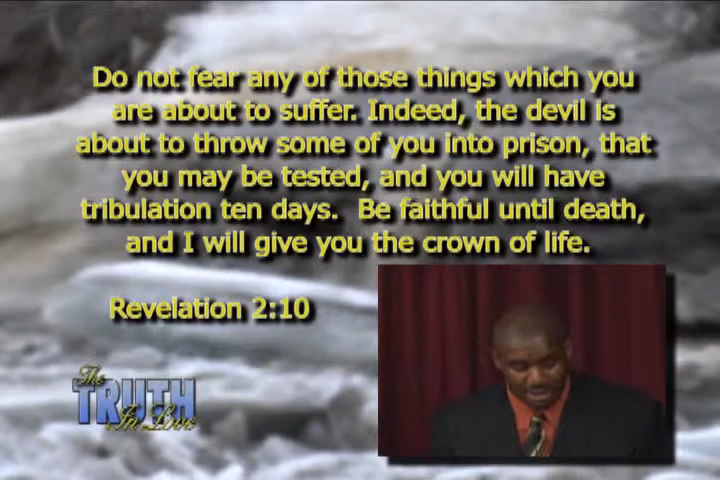 Do not fear any of those things which you
are about to suffer. Indeed, the devil is
about to throw some of you into prison, that
you may be tested, and you will have
tribulation ten days.  Be faithful until death,
and I will give you the crown of life.
Revelation 2:10
The
TRUTH
In Love